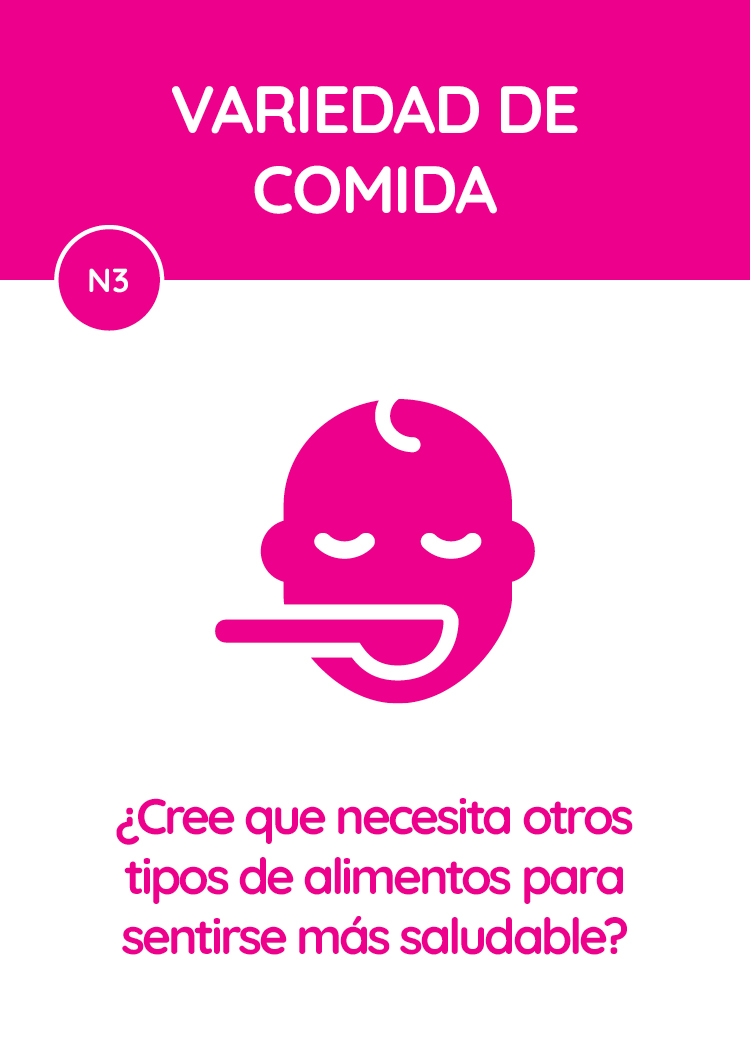 VARIEDAD DE
COMIDA
N3
¿Cree que necesita otros
tipos de alimentos para
sentirse más saludable?